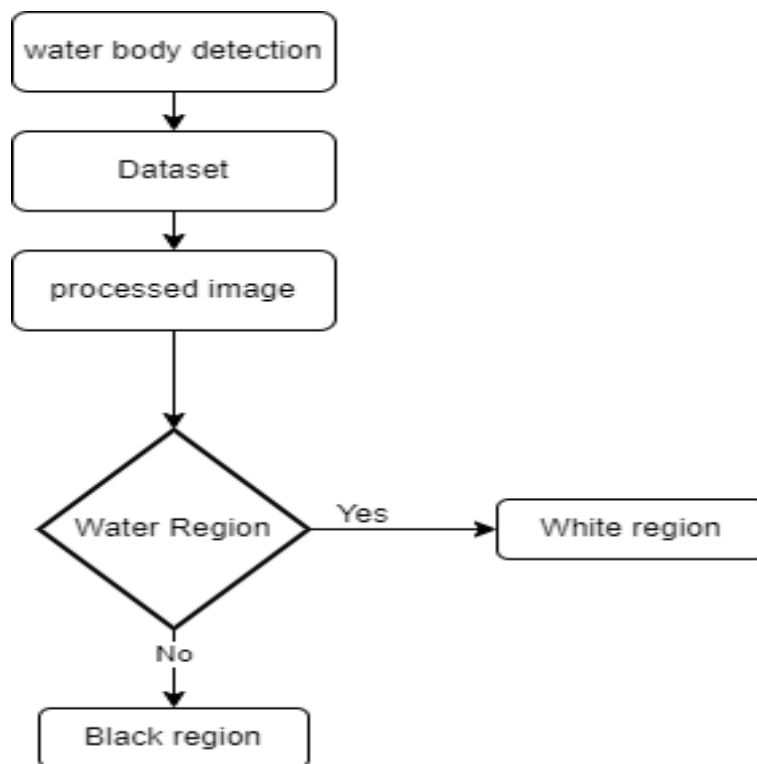 water body detection
Dataset
processed image
Water Region
Yes
White region
No
Black region